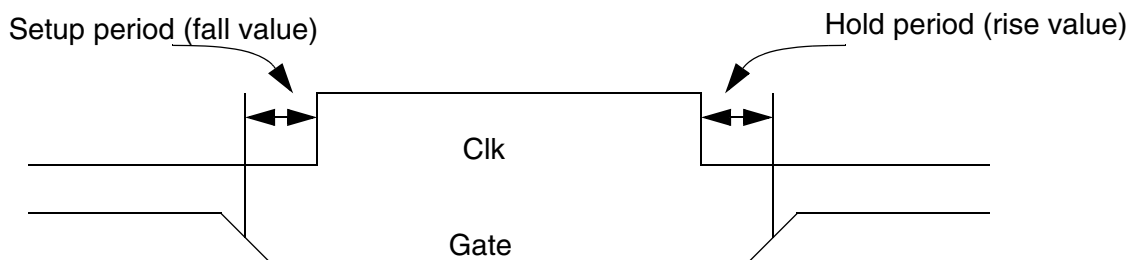 Setup period (fall value)
Hold period (rise value)
Clk
Gate